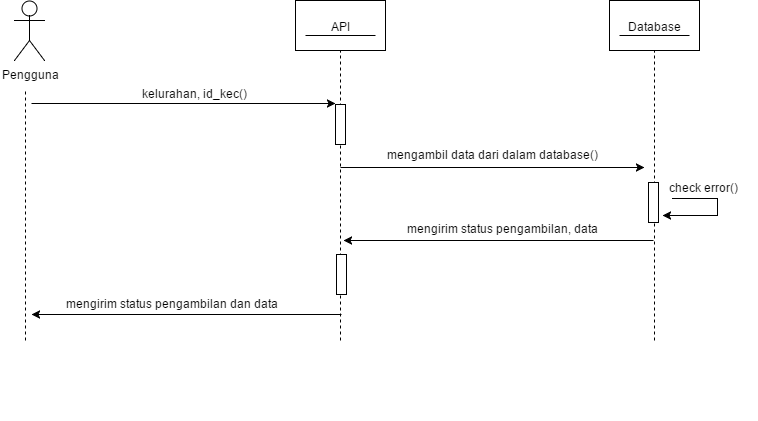 API
Database
Pengguna
kelurahan, id_kec()
mengambil data dari dalam database()
check error()
mengirim status pengambilan, data
mengirim status pengambilan dan data